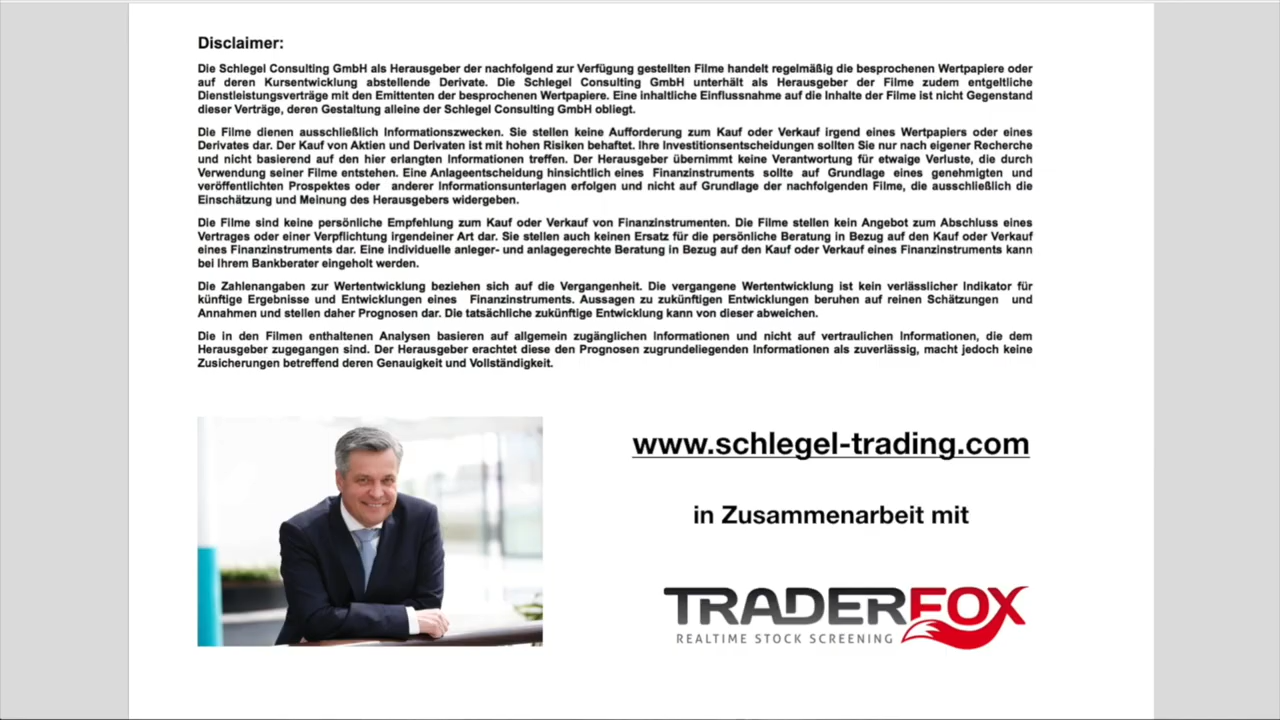 Disclaimer:
Die Schlegel Consulting GmbH als Herausgeber der nachfolgend zur Verfügung gestellten Filme handelt regelmäßig die besprochenen Wertpapiere oder
auf deren Kursentwicklung abstellende Derivate. Die Schlegel Consulting GmbH unterhält als Herausgeber der Filme zudem entgeltliche
Dienstleistungsverträge mit den Emittenten der besprochenen Wertpapiere. Eine inhaltliche Einflussnahme auf die Inhalte der Filme ist nicht Gegenstand
dieser Verträge, deren Gestaltung alleine der Schlegel Consulting GmbH obliegt.
Die Filme dienen ausschließlich Informationszwecken. Sie stellen keine Aufforderung zum Kauf oder Verkauf irgend eines Wertpapiers oder eines
Derivates dar. Der Kauf von Aktien und Derivaten ist mit hohen Risiken behaftet. Ihre Investitionsentscheidungen sollten Sie nur nach eigener Recherche
und nicht basierend auf den hier erlangten Informationen treffen. Der Herausgeber übernimmt keine Verantwortung für etwaige Verluste, die durch
Verwendung seiner Filme entstehen. Eine Anlageentscheidung hinsichtlich eines Finanzinstruments sollte auf Grundlage eines genehmigten und
veröffentlichten Prospektes oder anderer Informationsunterlagen erfolgen und nicht auf Grundlage der nachfolgenden Filme, die ausschließlich die
Einschätzung und Meinung des Herausgebers widergeben.
Die Filme sind keine persönliche Empfehlung zum Kauf oder Verkauf von Finanzinstrumenten. Die Filme stellen kein Angebot zum Abschluss eines
Vertrages oder einer Verpflichtung irgendeiner Art dar. Sie stellen auch keinen Ersatz für die persönliche Beratung in Bezug auf den Kauf oder Verkauf
eines Finanzinstruments dar. Eine individuelle anleger- und anlagegerechte Beratung in Bezug auf den Kauf oder Verkauf eines Finanzinstruments kann
bei Ihrem Bankberater eingeholt werden.
Die Zahlenangaben zur Wertentwicklung beziehen sich auf die Vergangenheit. Die vergangene Wertentwicklung ist kein verlässlicher Indikator für
künftige Ergebnisse und Entwicklungen eines Finanzinstruments. Aussagen zu zukünftigen Entwicklungen beruhen auf reinen Schätzungen und
Annahmen und stellen daher Prognosen dar. Die tatsächliche zukünftige Entwicklung kann von dieser abweichen.
Die in den Filmen enthaltenen Analysen basieren auf allgemein zugänglichen Informationen und nicht auf vertraulichen Informationen, die dem
Herausgeber zugegangen sind. Der Herausgeber erachtet diese den Prognosen zugrundeliegenden Informationen als zuverlässig, macht jedoch keine
Zusicherungen betreffend deren Genauigkeit und Vollständigkeit.
www.schlegel-trading.com
in Zusammenarbeit mit
TRADERFOX
REALTIME STOCK SCREENING